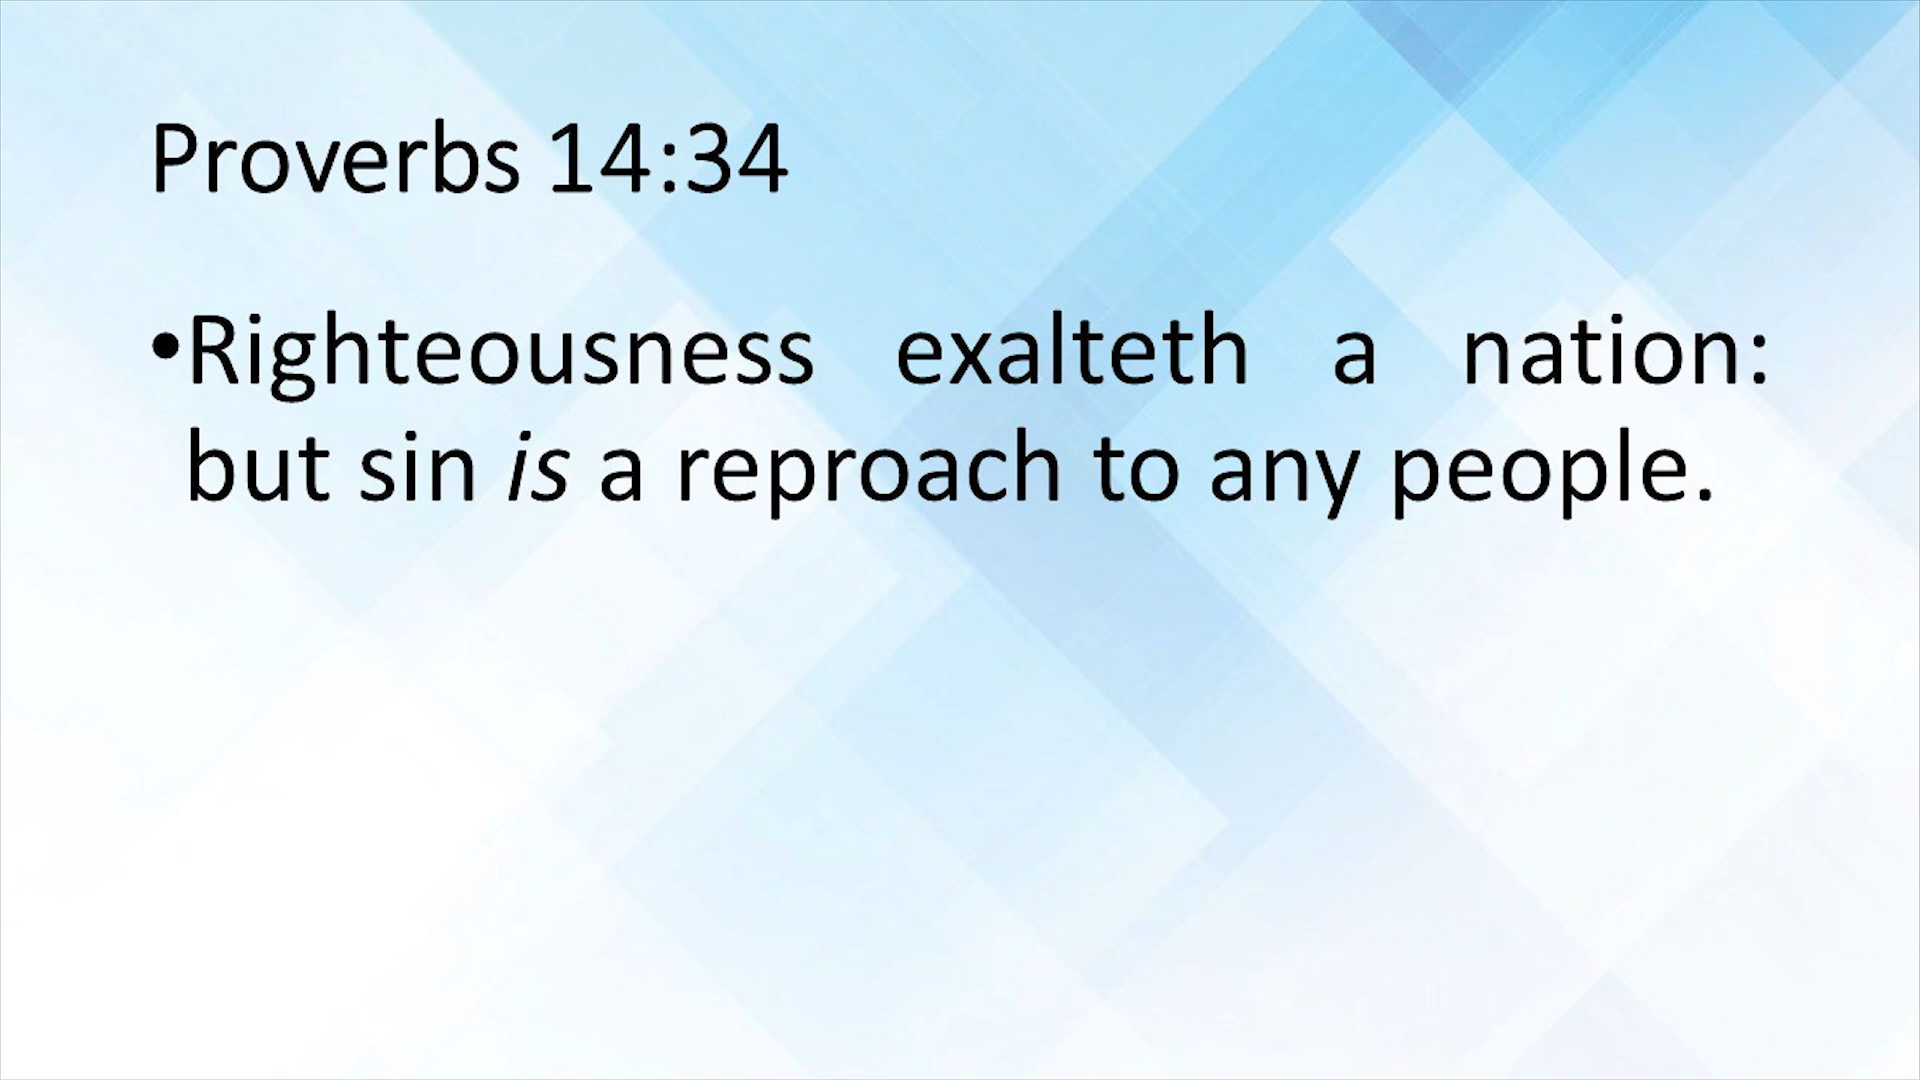 Proverbs 14:34
•Righteousness exalteth a nation:
but sin is a reproach to any people.